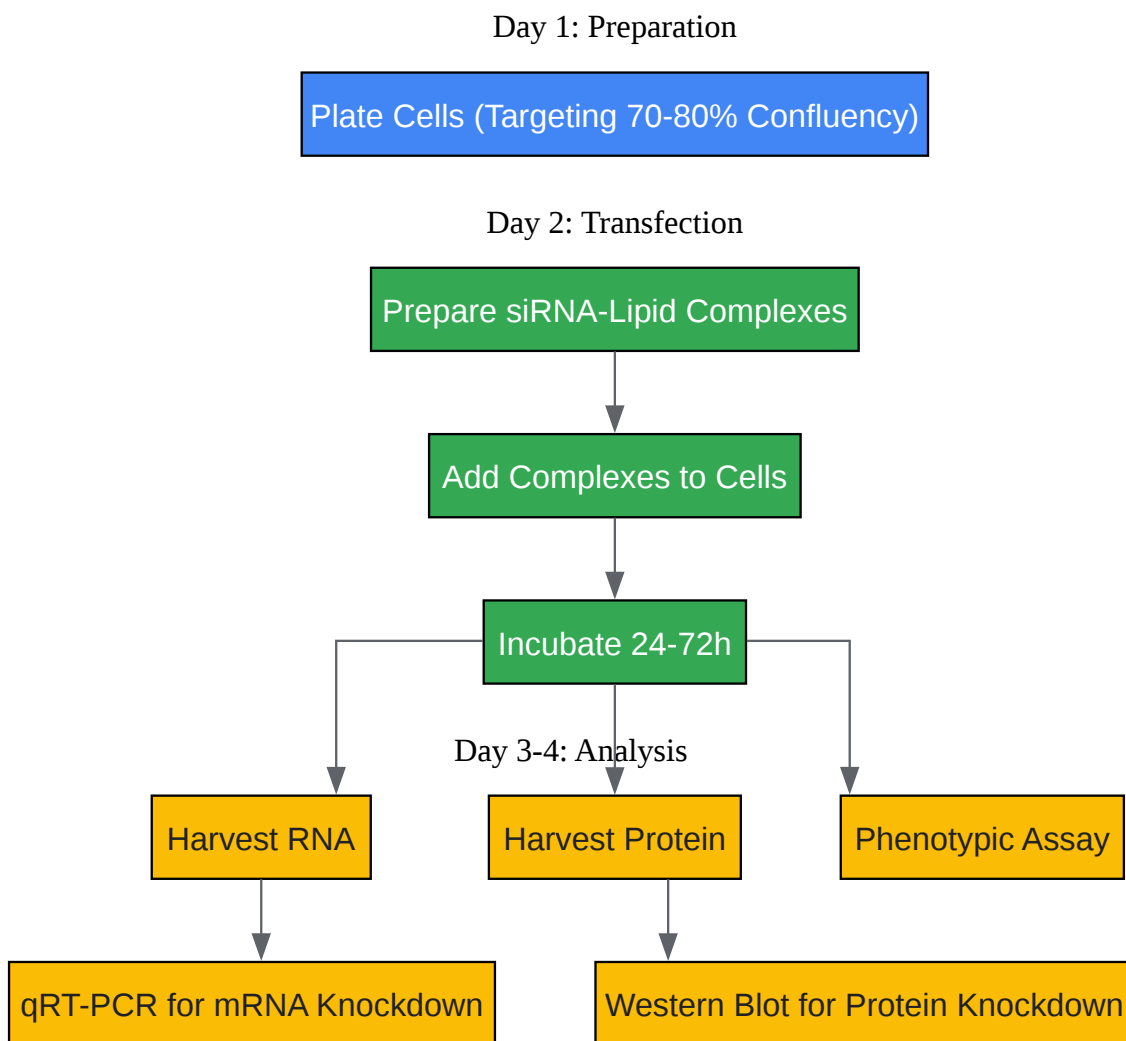 Day 1: Preparation
Plate Cells (Targeting 70-80% Confluency)
Day 2: Transfection
Prepare siRNA-Lipid Complexes
Add Complexes to Cells
Incubate 24-72h
Day 3-4: Analysis
Harvest RNA
Harvest Protein
Phenotypic Assay
qRT-PCR for mRNA Knockdown
Western Blot for Protein Knockdown